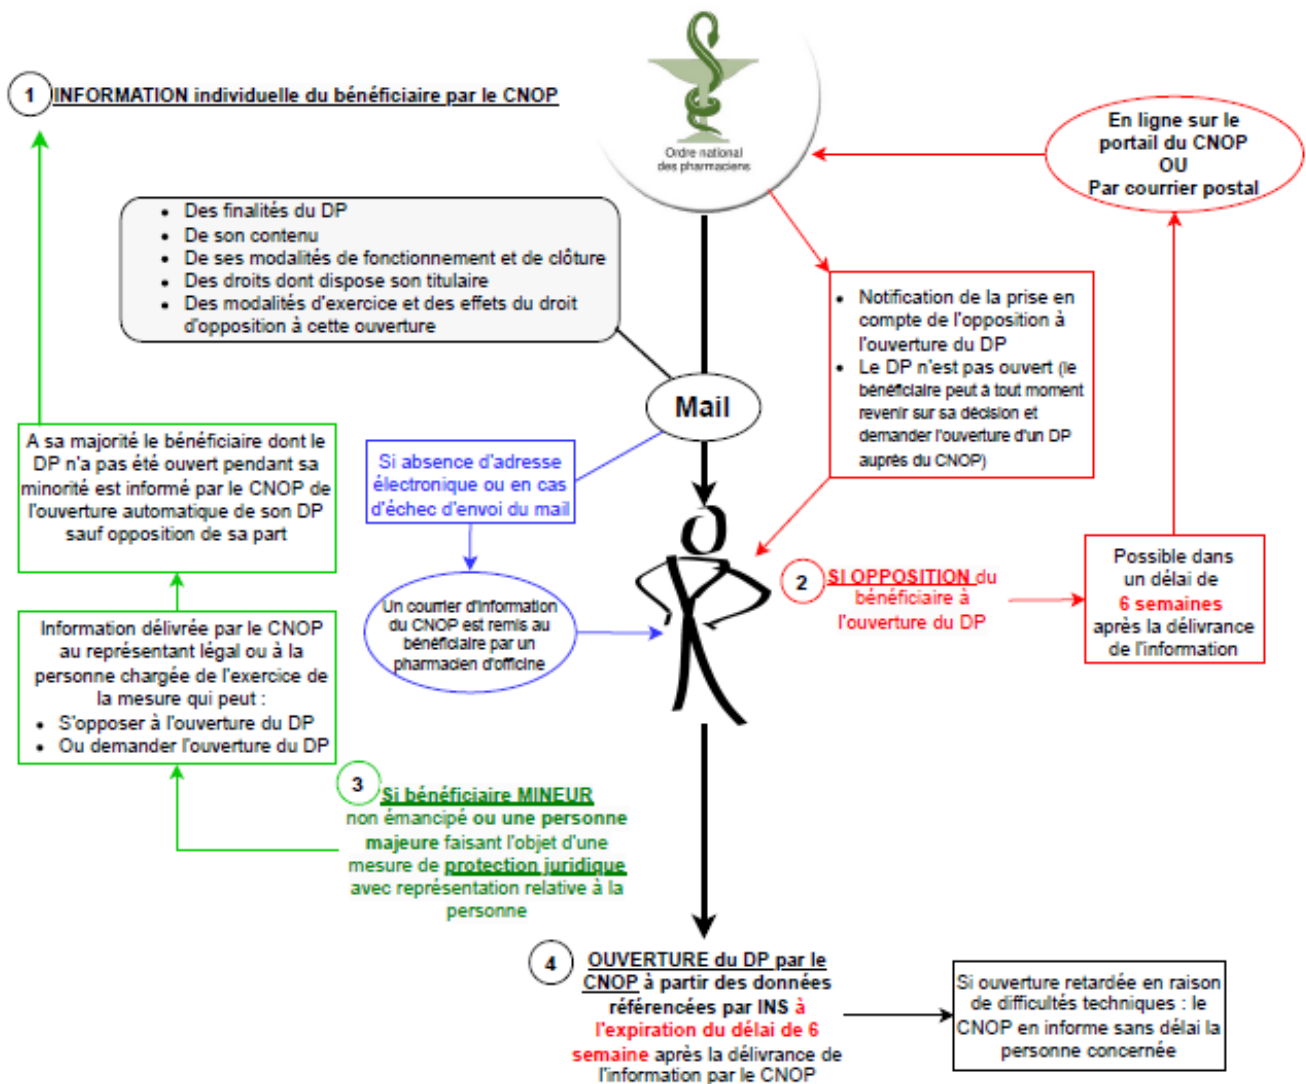 1
INFORMATION individuelle du bénéficiaire par le CNOP
Ordre national
des pharmaciens
En ligne sur le
portail du CNOP
OU
Par courrier postal
• Des finalités du DP
• De son contenu
• De ses modalités de fonctionnement et de clôture
• Des droits dont dispose son titulaire
• Des modalités d'exercice et des effets du droit
d'opposition à cette ouverture
• Notification de la prise en
compte de l'opposition à
l'ouverture du DP
• Le DP n'est pas ouvert (le
bénéficiaire peut à tout moment
revenir sur sa décision et
demander l'ouverture d'un DP
auprès du CNOP)
Mail
Si absence d'adresse
électronique ou en cas
d'échec d'envoi du mail
A sa majorité le bénéficiaire dont le
DP n'a pas été ouvert pendant sa
minorité est informé par le CNOP de
l'ouverture automatique de son DP
sauf opposition de sa part
Un courrier d'information
du CNOP est remis au
bénéficiaire par un
pharmacien d'officine
2
SI OPPOSITION du
bénéficiaire à
l'ouverture du DP
Possible dans
un délai de
6 semaines
après la délivrance
de l'information
Information délivrée par le CNOP
au représentant légal ou à la
personne chargée de l'exercice de
la mesure qui peut :
• S'opposer à l'ouverture du DP
• Ou demander l'ouverture du DP
3
Si bénéficiaire MINEUR
non émancipé ou une personne
majeure faisant l'objet d'une
mesure de protection juridique
avec représentation relative à la
personne
4
OUVERTURE du DP par le
CNOP à partir des données
référencées par INS à
l'expiration du délai de 6
semaine après la délivrance de
l'information par le CNOP
Si ouverture retardée en raison
de difficultés techniques : le
CNOP en informe sans délai la
personne concernée